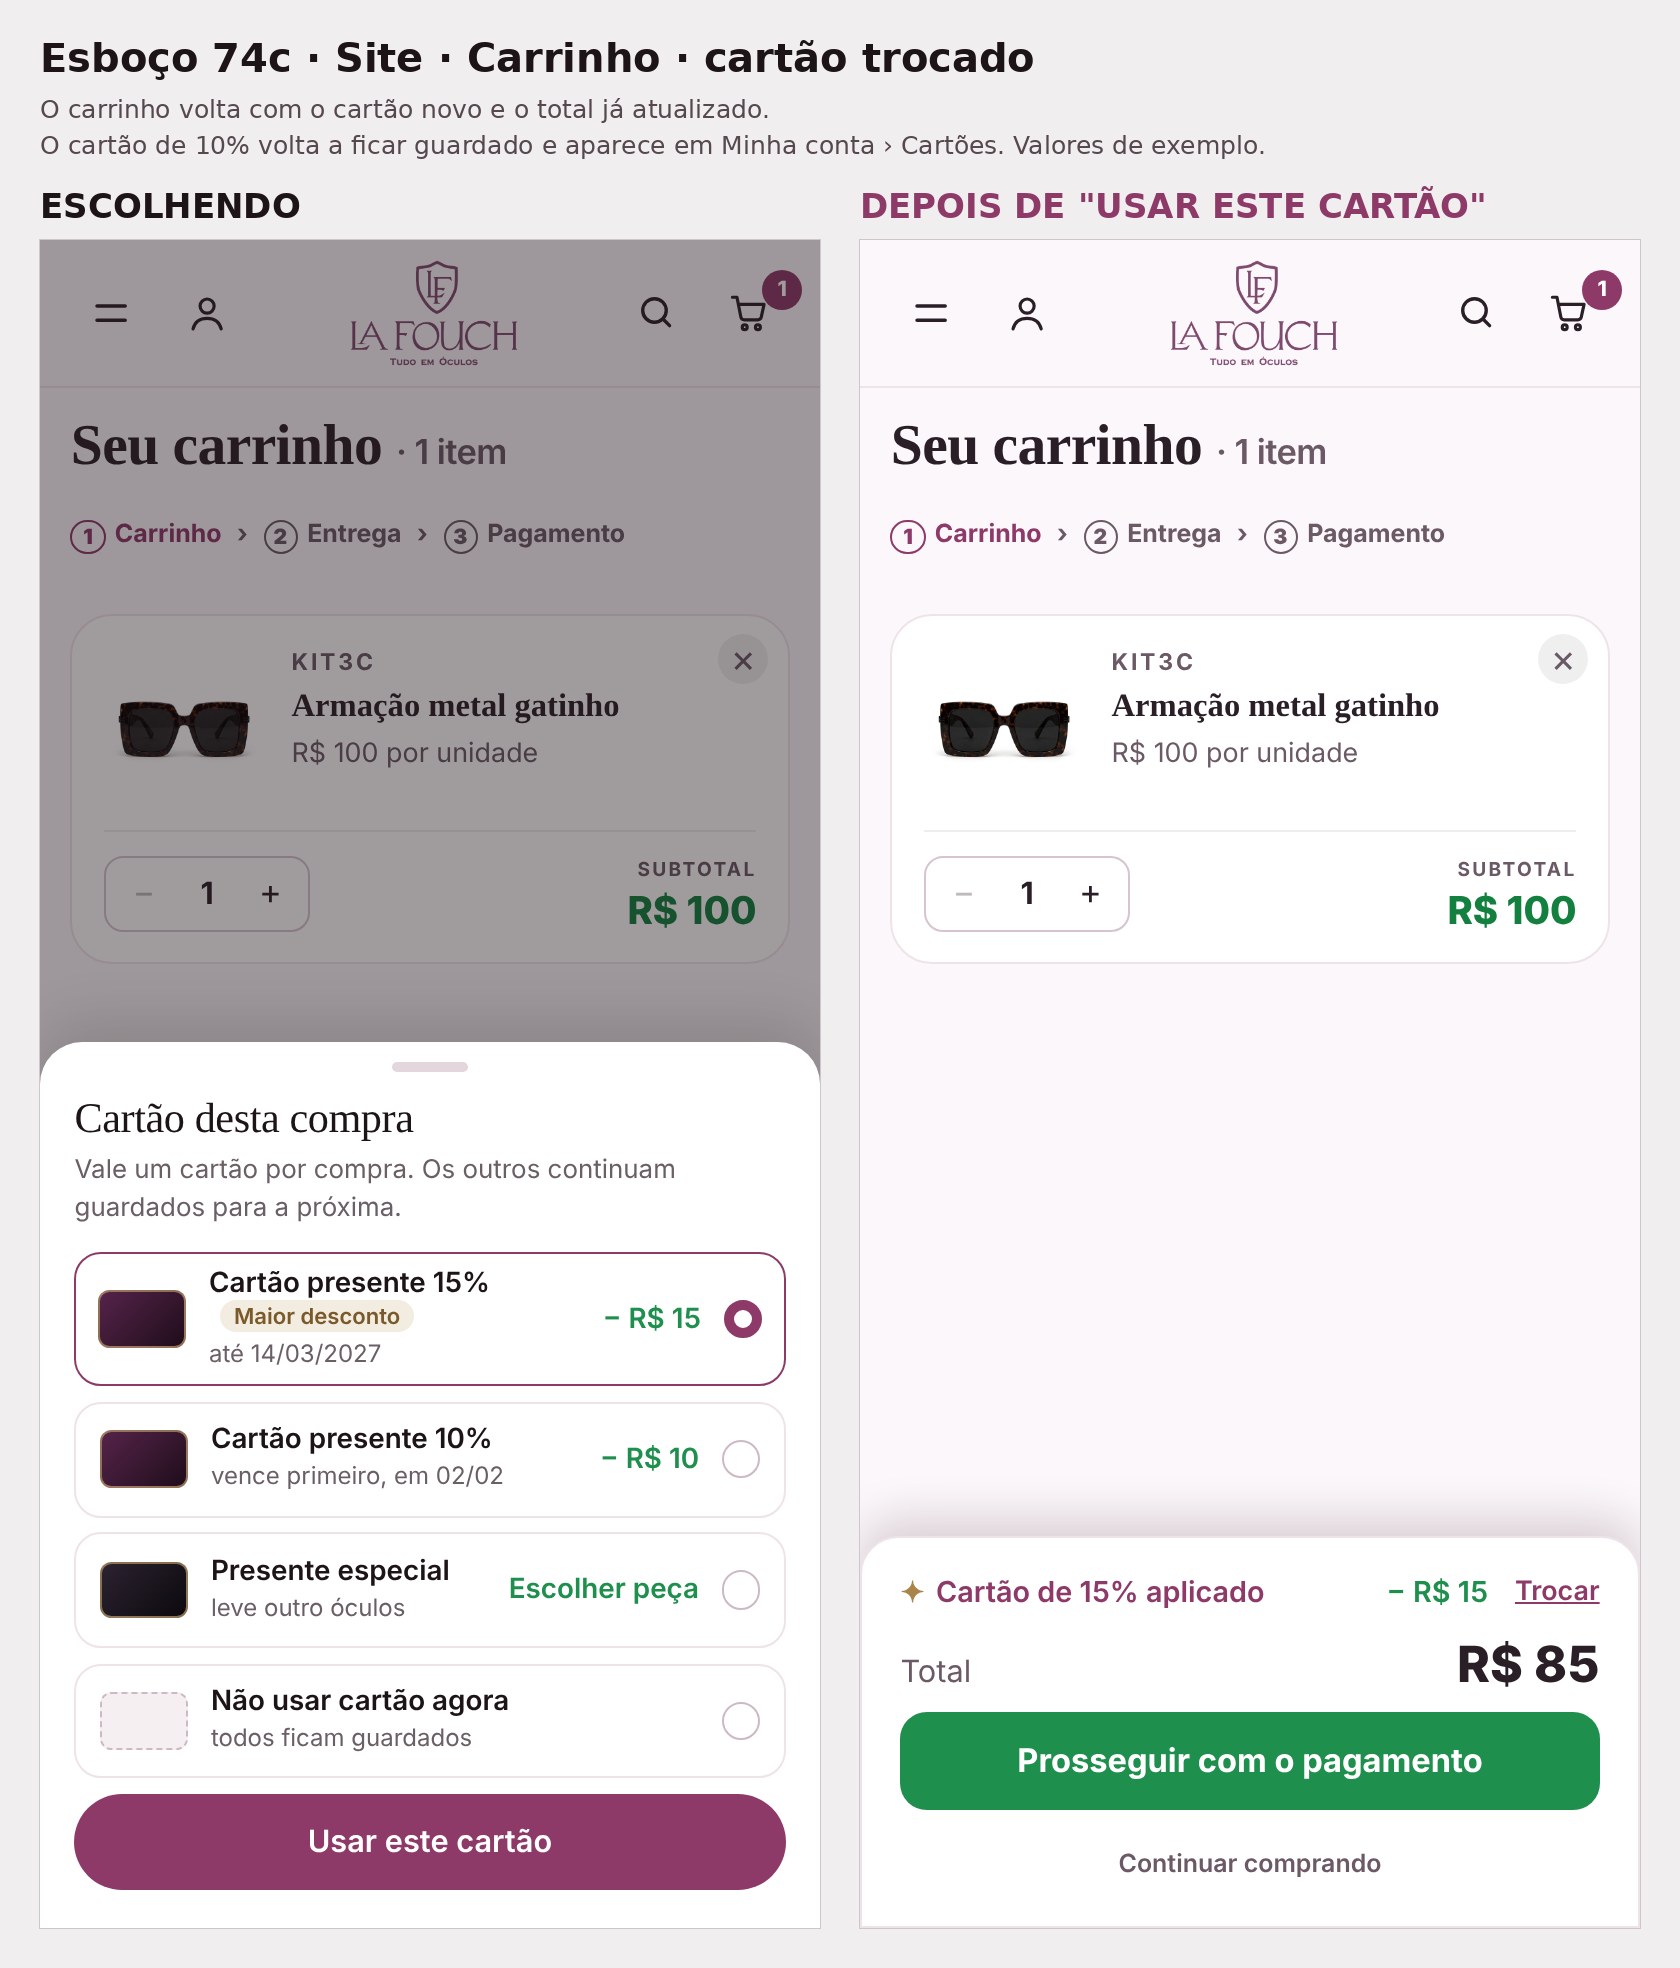 Esboço 74c · Site · Carrinho · cartão trocado
O carrinho volta com o cartão novo e o total já atualizado.
O cartão de 10% volta a ficar guardado e aparece em Minha conta › Cartões. Valores de exemplo.
ESCOLHENDO
LF
LA FOUCH
TUDO EM ÓCULOS
1
Seu carrinho · 1 item
1 Carrinho › 2 Entrega › 3 Pagamento
KIT3C
Armação metal gatinho
R$ 100 por unidade
SUBTOTAL
− 1 +
R$ 100
Cartão desta compra
Vale um cartão por compra. Os outros continuam
guardados para a próxima.
Cartão presente 15%
Maior desconto
− R$ 15
até 14/03/2027
Cartão presente 10%
− R$ 10
vence primeiro, em 02/02
Presente especial
Escolher peça
leve outro óculos
Não usar cartão agora
todos ficam guardados
Usar este cartão
DEPOIS DE "USAR ESTE CARTÃO"
LF
LA FOUCH
TUDO EM ÓCULOS
1
Seu carrinho · 1 item
1 Carrinho › 2 Entrega › 3 Pagamento
KIT3C
Armação metal gatinho
R$ 100 por unidade
SUBTOTAL
− 1 +
R$ 100
Cartão de 15% aplicado − R$ 15 Trocar
Total R$ 85
Prosseguir com o pagamento
Continuar comprando